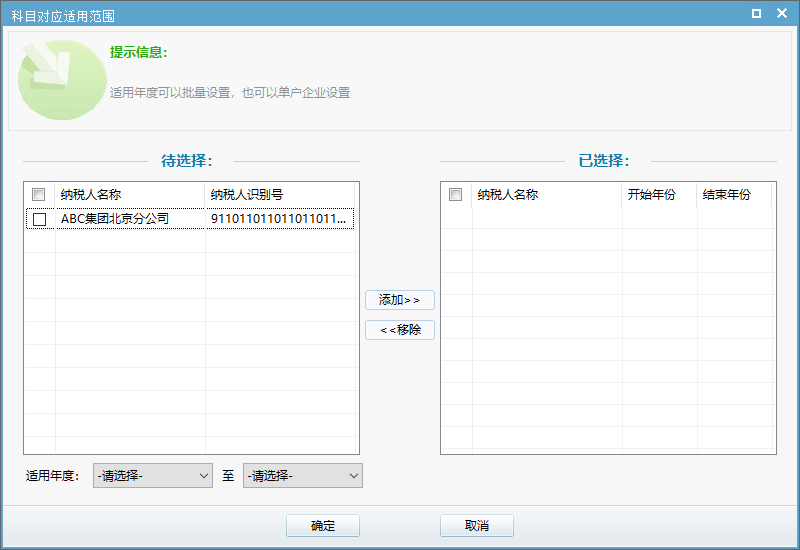 科目对应适用范围
提示信息：
适用年度可以批量设置，也可以单户企业设置
待选择：
已选择：
纳税人名称 纳税人识别号
ABC集团北京分公司 911011011011011011...
纳税人名称 开始年份 结束年份
添加>>
<<移除
适用年度： -请选择- 至 -请选择-
确定 取消